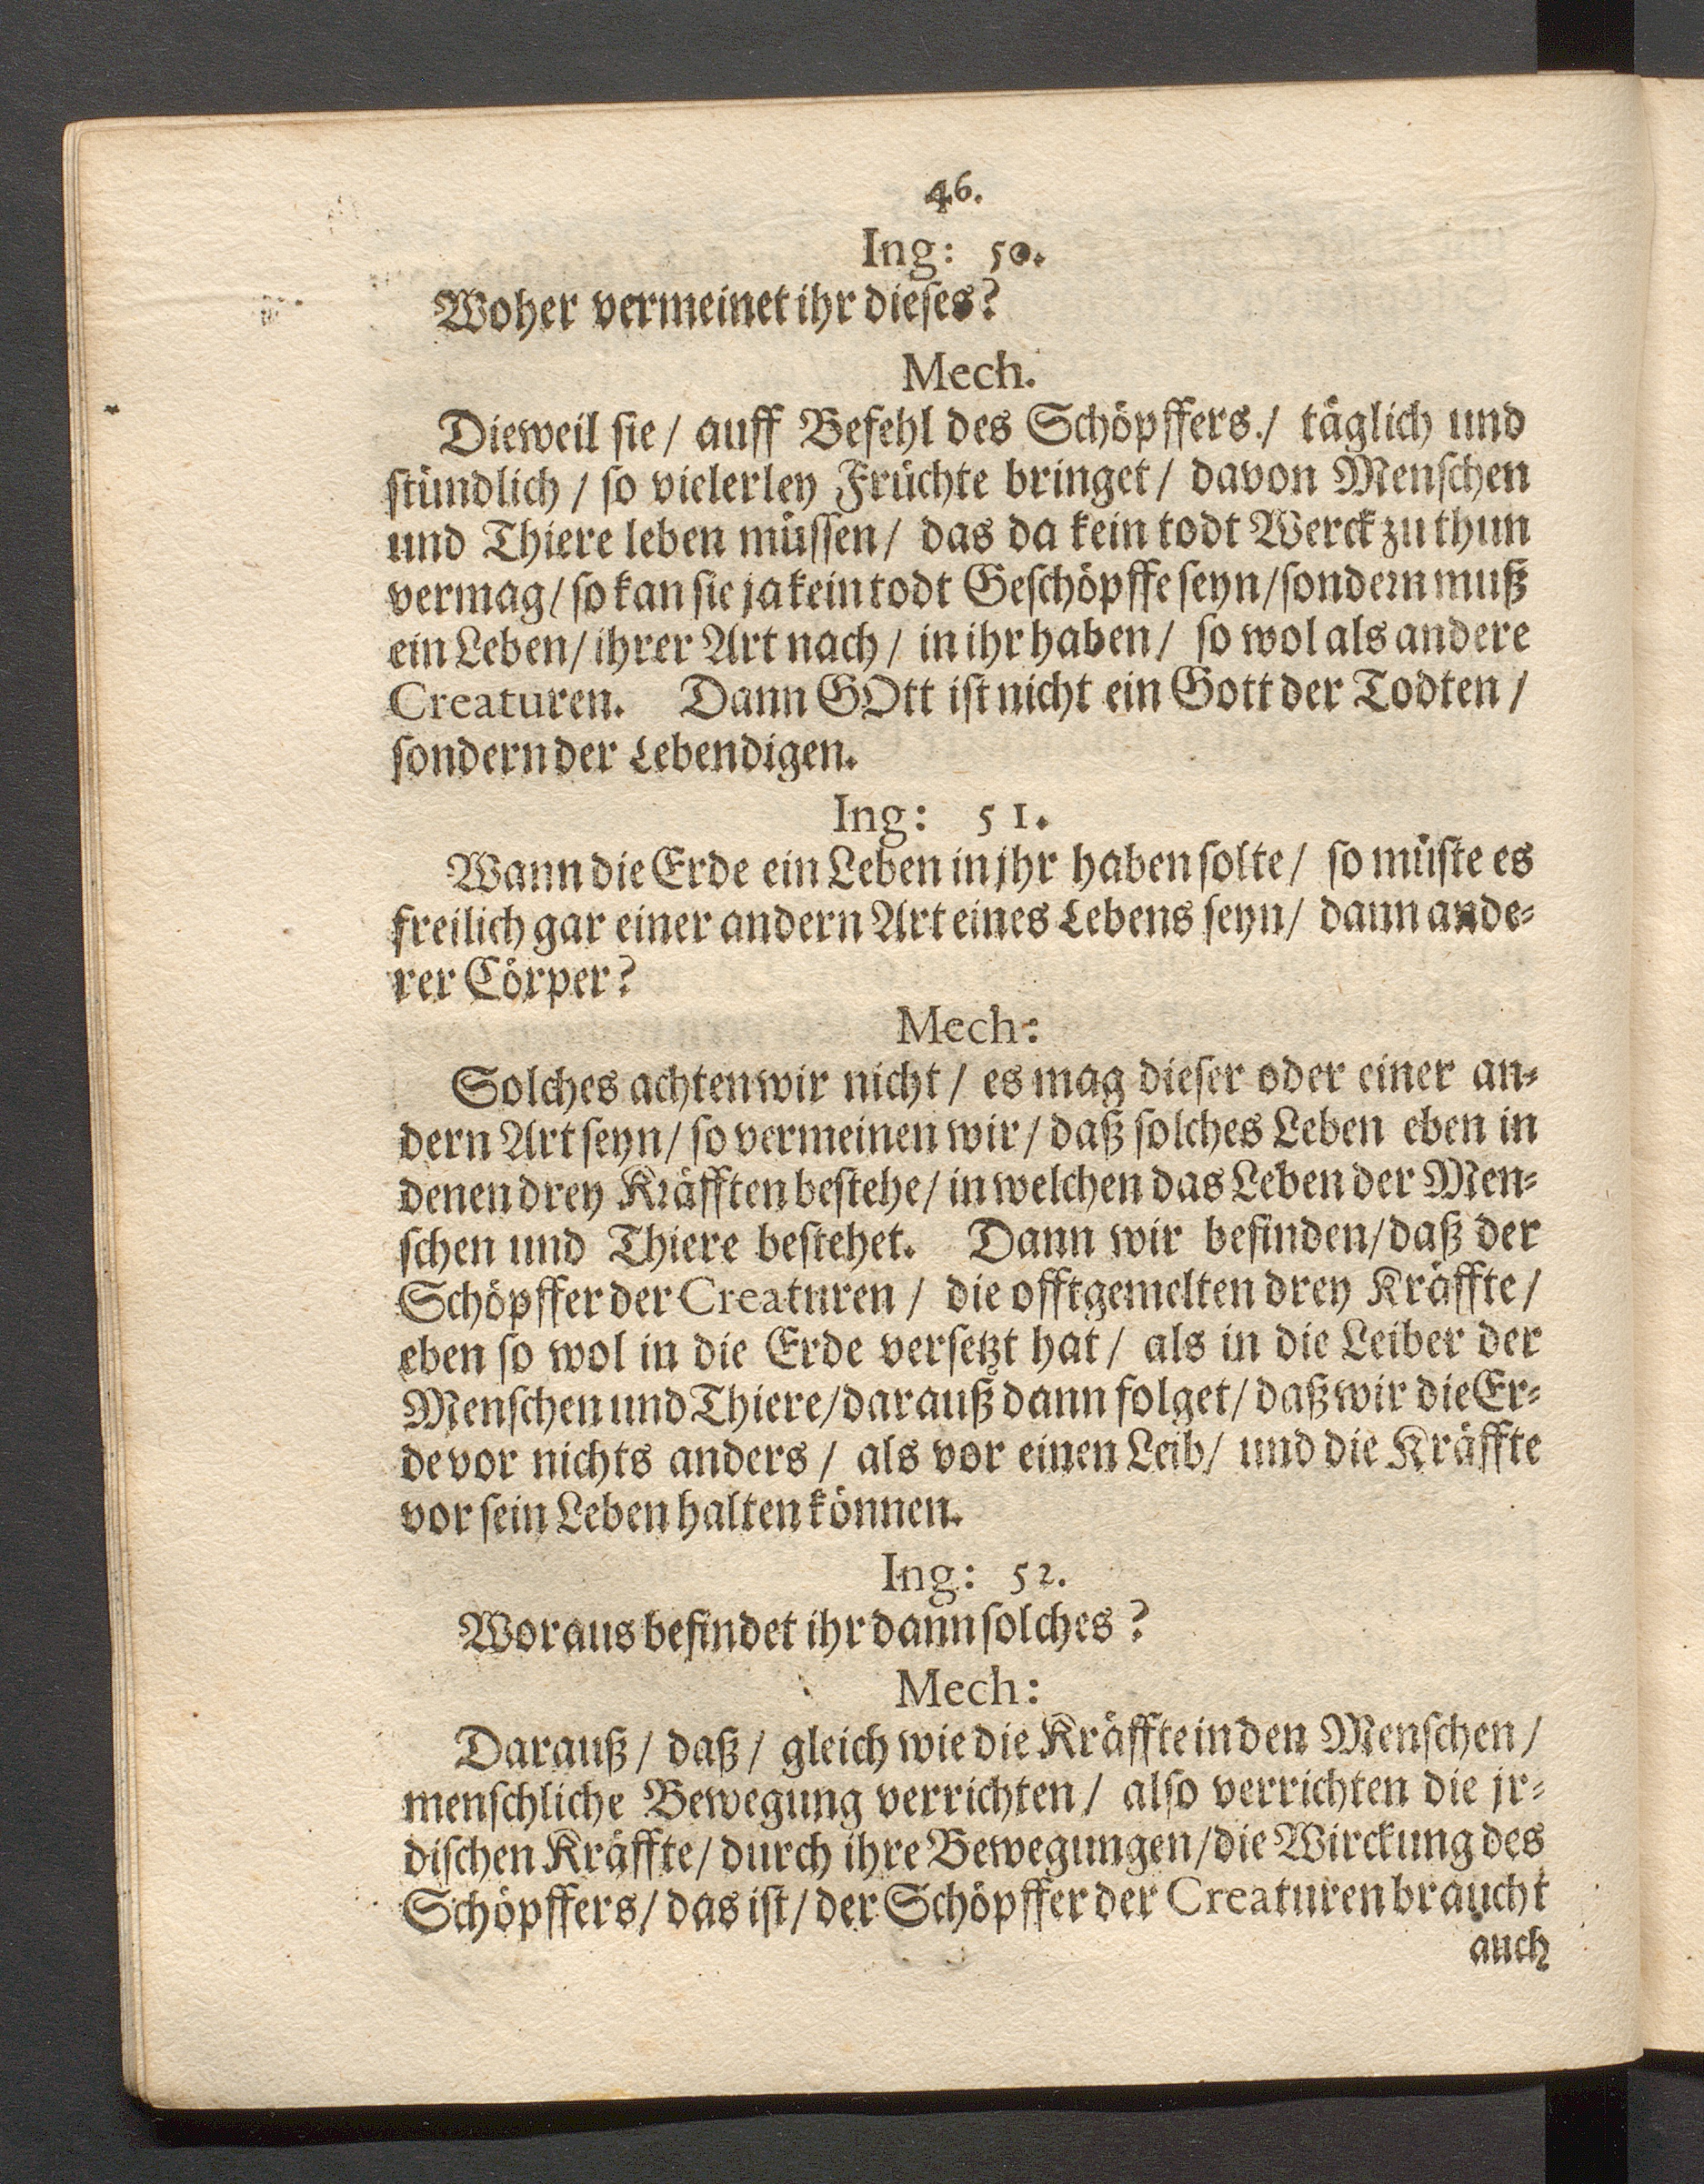 46.
Ing: 50.
Woher vermeinet ihr dieses?
Mech.
Dieweil sie / auff Befehl des Schöpffers. / täglich und
stündlich / so vielerley Früchte bringet / davon Menschen
und Thiere leben müssen / das da kein todt Werck zu thun
vermag / so kan sie ja kein todt Geschöpffe seyn / sondern muß
ein Leben / ihrer Art nach / in ihr haben / so wol als andere
Creaturen. Dann GOtt ist nicht ein Gott der Todten /
sondern der Lebendigen.
Ing: 51.
Wann die Erde ein Leben in jhr haben solte / so müste es
freilich gar einer andern Art eines Lebens seyn / dann ande-
rer Cörper?
Mech:
Solches achten wir nicht / es mag dieser oder einer an-
dern Art seyn / so vermeinen wir / daß solches Leben eben in
denen drey Kräfften bestehe / in welchen das Leben der Men-
schen und Thiere bestehet. Dann wir befinden / daß der
Schöpffer der Creaturen / die offtgemelten drey Kräffte /
eben so wol in die Erde versetzt hat / als in die Leiber der
Menschen und Thiere / darauß dann folget / daß wir die Er-
de vor nichts anders / als vor einen Leib / und die Kräffte
vor sein Leben halten können.
Ing: 52.
Woraus befindet ihr dann solches?
Mech:
Darauß / daß / gleich wie die Kräffte in den Menschen /
menschliche Bewegung verrichten / also verrichten die jr-
dischen Kräffte / durch ihre Bewegungen / die Wirckung des
Schöpffers / das ist / der Schöpffer der Creaturen braucht
auch